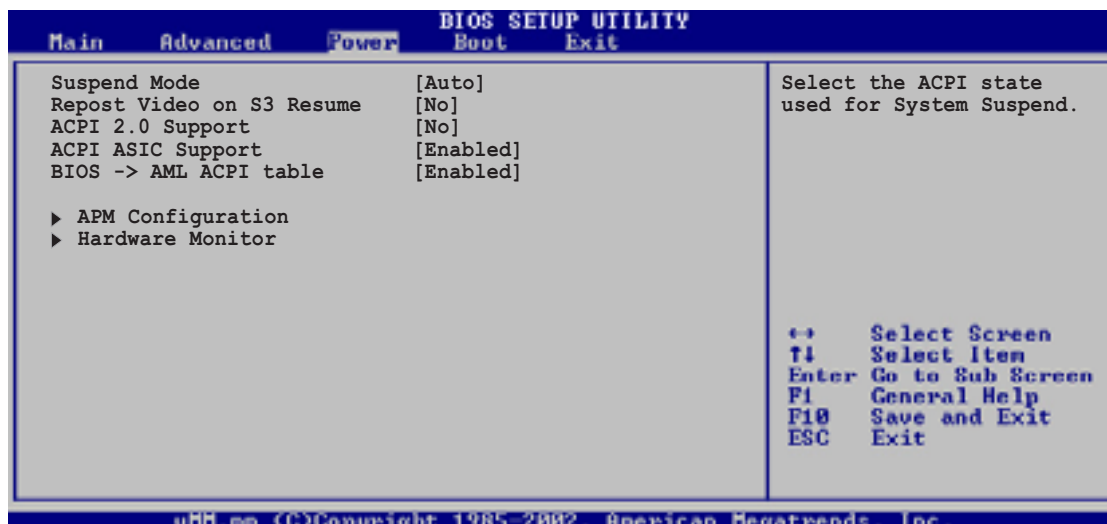 BIOS SETUP UTILITY
Main Advanced Power Boot Exit
Suspend Mode [Auto]
Repost Video on S3 Resume [No]
ACPI 2.0 Support [No]
ACPI ASIC Support [Enabled]
BIOS -> AML ACPI table [Enabled]
▶ APM Configuration
▶ Hardware Monitor
Select the ACPI state
used for System Suspend.
←→ Select Screen
↑↓ Select Item
Enter Go to Sub Screen
F1 General Help
F10 Save and Exit
ESC Exit
(C)Copyright 1985-2002, American Megatrends, Inc.